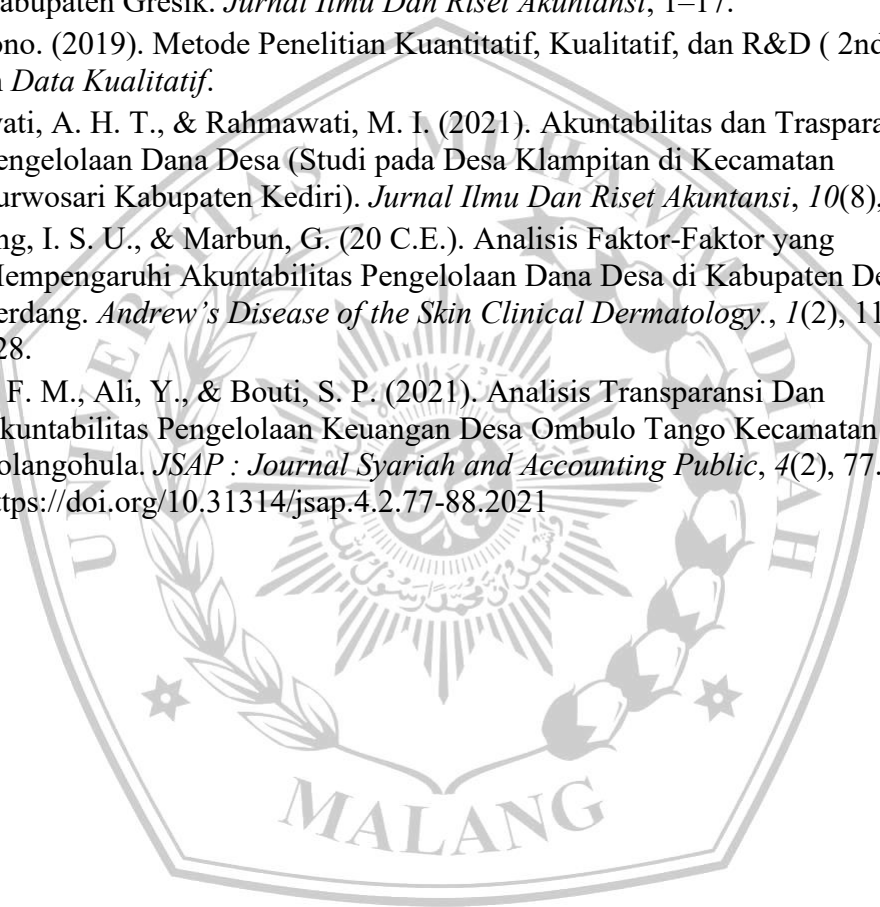 abupaten Gresik. Jurnal Ilmu Dan Riset Akuntansi, 1–17.
ono. (2019). Metode Penelitian Kuantitatif, Kualitatif, dan R&D ( 2nd
n Data Kualitatif.
vati, A. H. T., & Rahmawati, M. I. (2021). Akuntabilitas dan Traspara
engelolaan Dana Desa (Studi pada Desa Klampitan di Kecamatan
urwosari Kabupaten Kediri). Jurnal Ilmu Dan Riset Akuntansi, 10(8),
ng, I. S. U., & Marbun, G. (20 C.E.). Analisis Faktor-Faktor yang
Mempengaruhi Akuntabilitas Pengelolaan Dana Desa di Kabupaten De
erdang. Andrew's Disease of the Skin Clinical Dermatology., 1(2), 11
28.
F. M., Ali, Y., & Bouti, S. P. (2021). Analisis Transparansi Dan
kuntabilitas Pengelolaan Keuangan Desa Ombulo Tango Kecamatan
olangohula. JSAP : Journal Syariah and Accounting Public, 4(2), 77.
ttps://doi.org/10.31314/jsap.4.2.77-88.2021
UNIVERSITAS MUHAMMADIYAH
MALANG